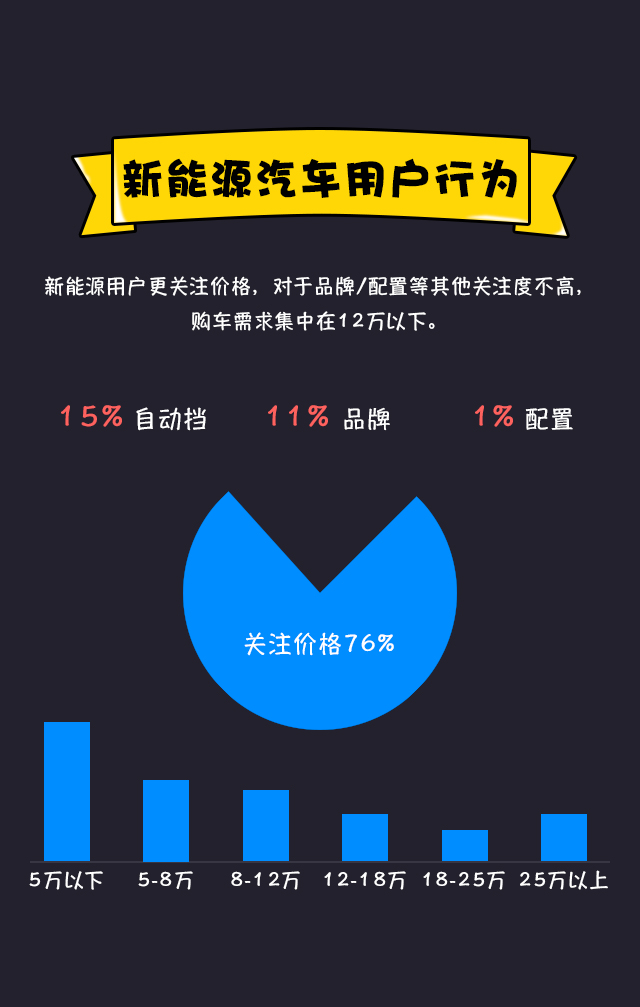 新能源汽车用户行为
新能源用户更关注价格，对于品牌/配置等其他关注度不高，
购车需求集中在12万以下。
15% 自动挡 11% 品牌 1% 配置
关注价格76%
5万以下 5-8万 8-12万 12-18万 18-25万 25万以上